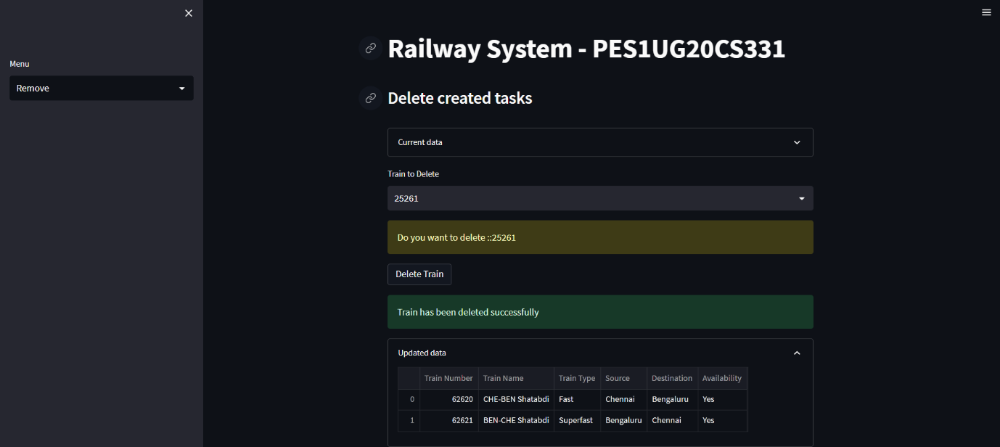 Menu
Remove
Railway System - PES1UG20CS331
Delete created tasks
Current data
Train to Delete
25261
Do you want to delete ::25261
Delete Train
Train has been deleted successfully
Updated data
Train Number Train Name Train Type Source Destination Availability
0 62620 CHE-BEN Shatabdi Fast Chennai Bengaluru Yes
1 62621 BEN-CHE Shatabdi Superfast Bengaluru Chennai Yes